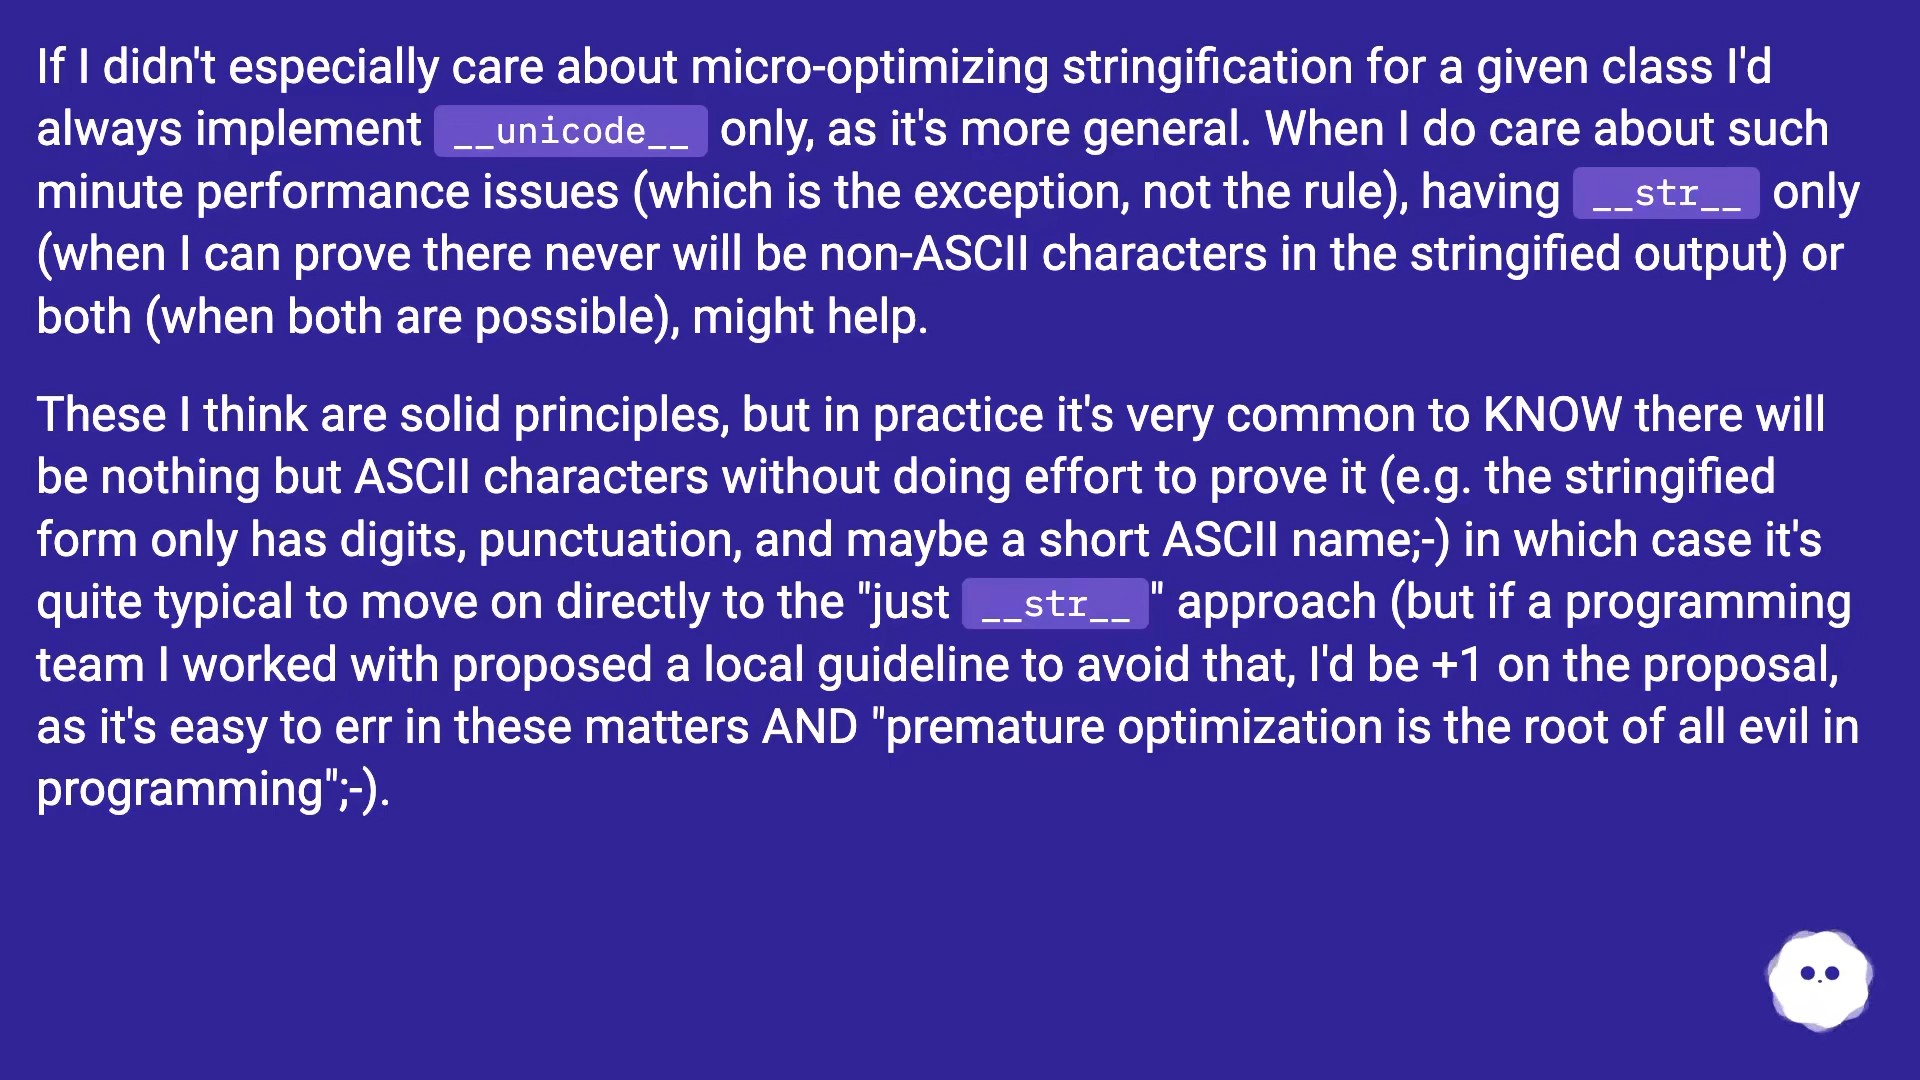 If I didn't especially care about micro-optimizing stringification for a given class I'd
always implement __unicode__ only, as it's more general. When I do care about such
minute performance issues (which is the exception, not the rule), having __str__ only
(when I can prove there never will be non-ASCII characters in the stringified output) or
both (when both are possible), might help.
These I think are solid principles, but in practice it's very common to KNOW there will
be nothing but ASCII characters without doing effort to prove it (e.g. the stringified
form only has digits, punctuation, and maybe a short ASCII name;-) in which case it's
quite typical to move on directly to the "just __str__" approach (but if a programming
team I worked with proposed a local guideline to avoid that, I'd be +1 on the proposal,
as it's easy to err in these matters AND "premature optimization is the root of all evil in
programming";-).